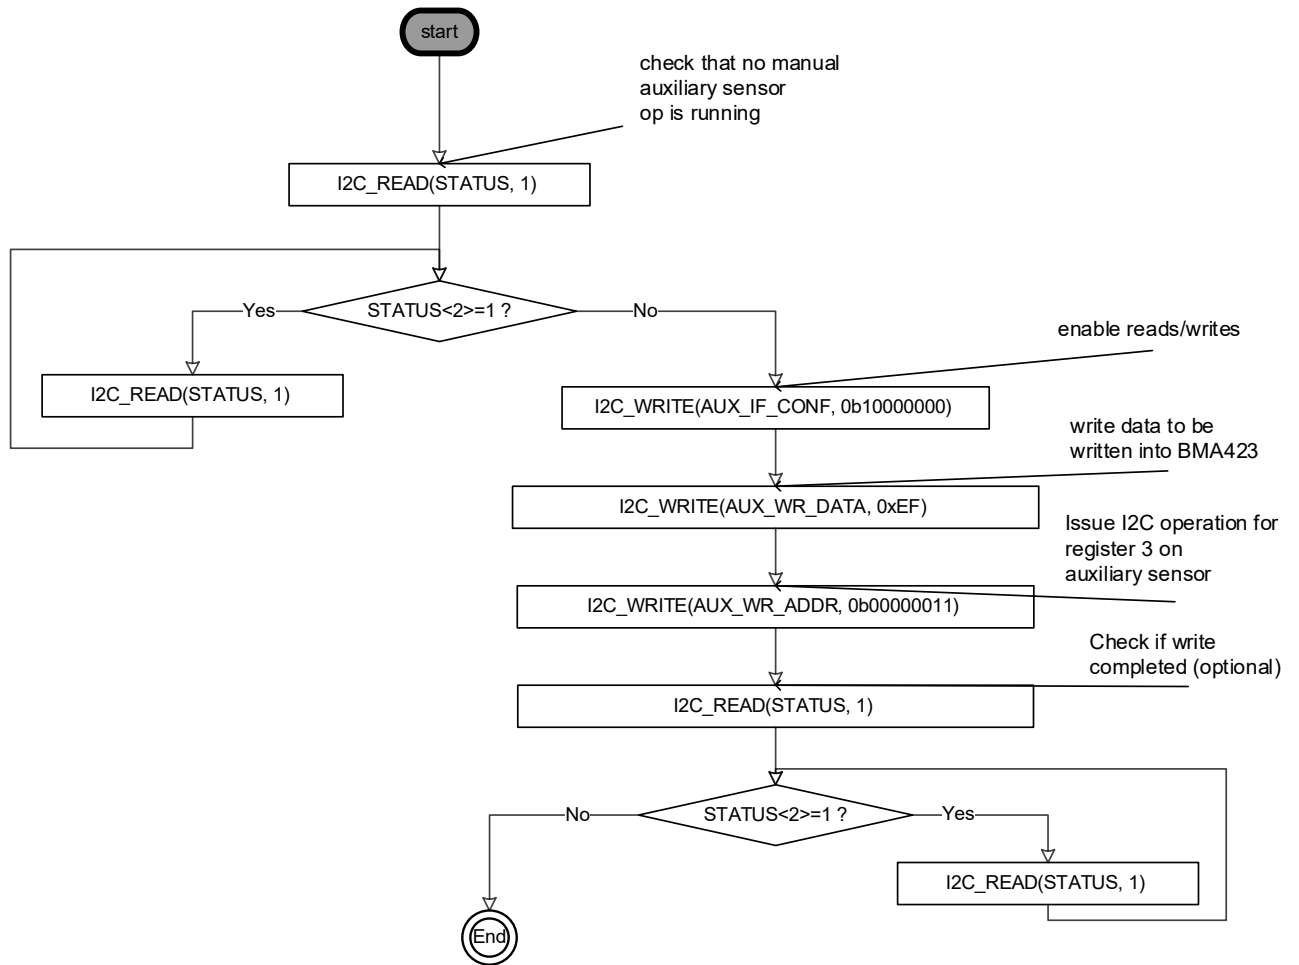 start
check that no manual
auxiliary sensor
op is running
I2C_READ(STATUS, 1)
STATUS<2>=1 ?
Yes
No
I2C_READ(STATUS, 1)
enable reads/writes
I2C_WRITE(AUX_IF_CONF, 0b10000000)
write data to be
written into BMA423
I2C_WRITE(AUX_WR_DATA, 0xEF)
Issue I2C operation for
register 3 on
auxiliary sensor
I2C_WRITE(AUX_WR_ADDR, 0b00000011)
Check if write
completed (optional)
I2C_READ(STATUS, 1)
No
STATUS<2>=1 ?
Yes
I2C_READ(STATUS, 1)
End